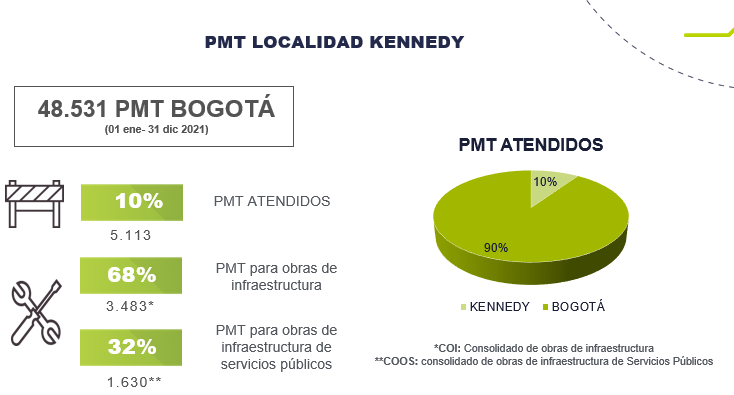 PMT LOCALIDAD KENNEDY
48.531 PMT BOGOTÁ
(01 ene- 31 dic 2021)
10%
PMT ATENDIDOS
5.113
68%
PMT para obras de
infraestructura
3.483*
32%
PMT para obras de
infraestructura de
servicios públicos
1.630**
PMT ATENDIDOS
10%
90%
KENNEDY
BOGOTÁ
*COI: Consolidado de obras de infraestructura
**COOS: consolidado de obras de infraestructura de Servicios Públicos